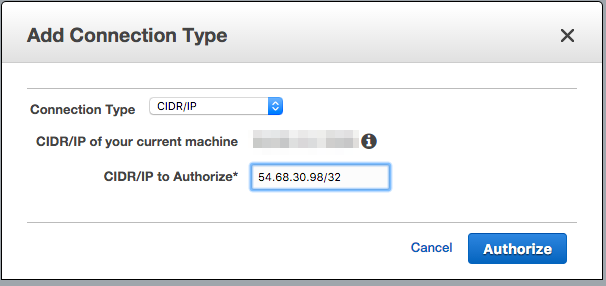 Add Connection Type
Connection Type CIDR/IP
CIDR/IP of your current machine
CIDR/IP to Authorize* 54.68.30.98/32
Cancel Authorize